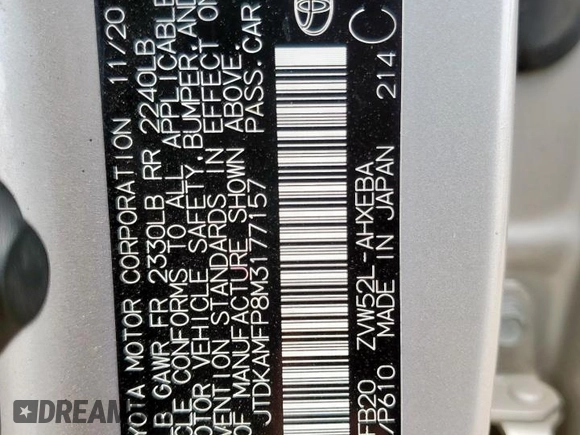 YOTA MOTOR CORPORATION 11/20
B GAWR FR 2330LB RR 2240LB
CLE CONFORMS TO ALL APPLICABLE
OTOR VEHICLE SAFETY, BUMPER, AND
VENTION STANDARDS IN EFFECT ON
OF MANUFACTURE SHOWN ABOVE.
JTDKAMFP8M3177157 PASS. CAR
FB20 ZVW52L-AHXEBA
/P610 MADE IN JAPAN 214 C
DREAM